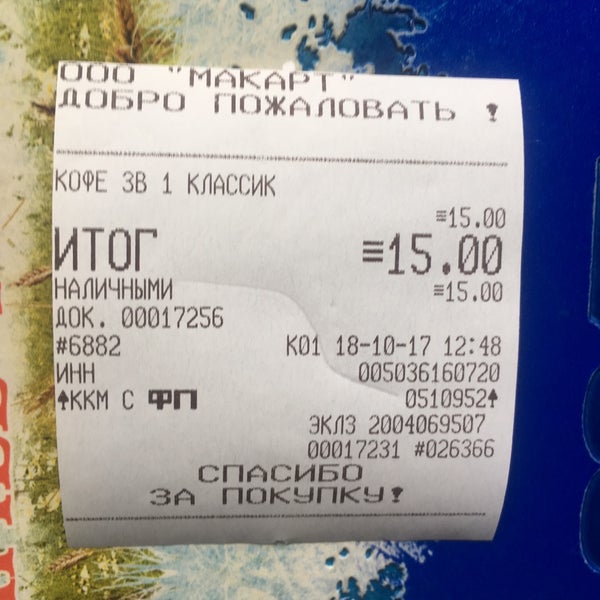 ООО "МАКАРТ"
ДОБРО ПОЖАЛОВАТЬ !
КОФЕ 3В 1 КЛАССИК
≡15.00
ИТОГ ≡15.00
НАЛИЧНЫМИ ≡15.00
ДОК. 00017256
#6882 К01 18-10-17 12:48
ИНН 005036160720
♠ККМ С ФП 0510952♠
ЭКЛЗ 2004069507
00017231 #026366
СПАСИБО
ЗА ПОКУПКУ!